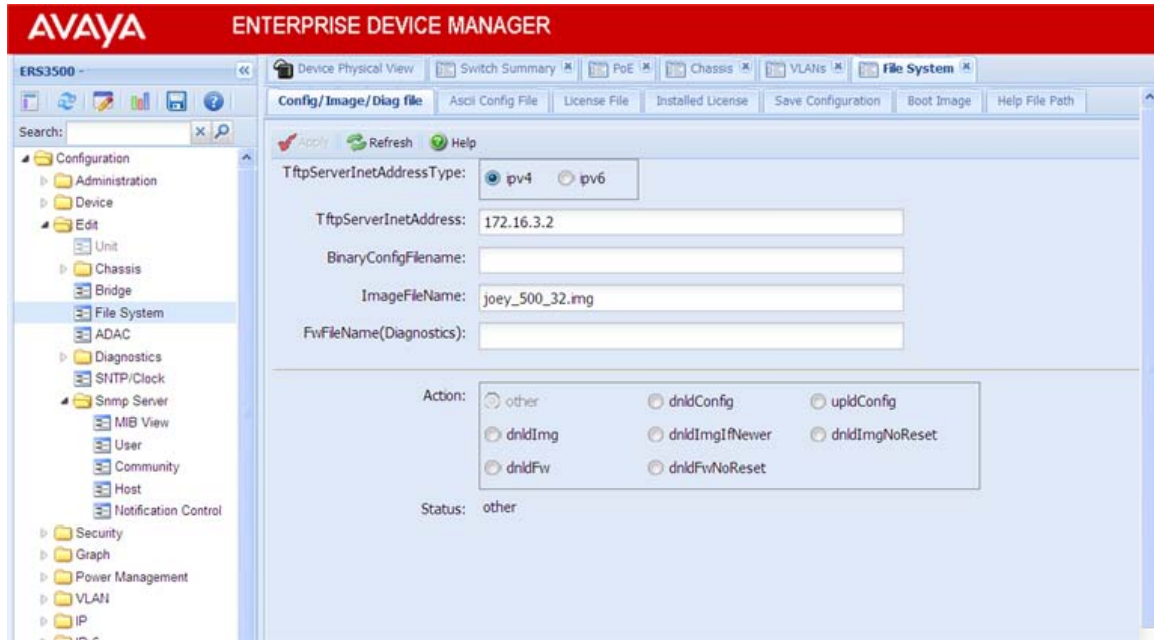 AVAYA
ENTERPRISE DEVICE MANAGER
ERS3500 -
Device Physical View
Switch Summary
PoE
Chassis
VLANs
File System
Config/Image/Diag file
Ascii Config File
License File
Installed License
Save Configuration
Boot Image
Help File Path
Search:
Apply
Refresh
Help
Configuration
Administration
Device
Edit
Unit
Chassis
Bridge
File System
ADAC
Diagnostics
SNTP/Clock
Snmp Server
MIB View
User
Community
Host
Notification Control
Security
Graph
Power Management
VLAN
IP
TftpServerInetAddressType: ipv4 ipv6
TftpServerInetAddress: 172.16.3.2
BinaryConfigFilename:
ImageFileName: joey_500_32.img
FwFileName(Diagnostics):
Action: other dnldConfig upldConfig
dnldImg dnldImgIfNewer dnldImgNoReset
dnldFw dnldFwNoReset
Status: other